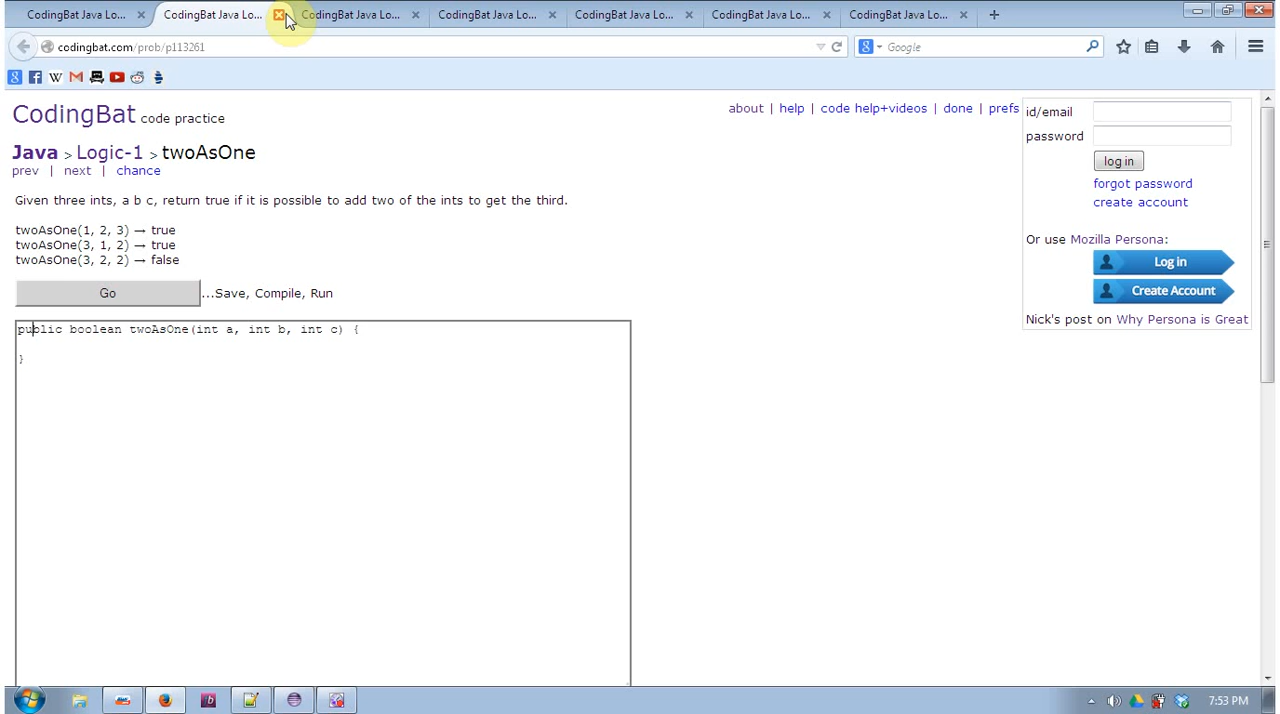 CodingBat Java Lo...
CodingBat Java Lo...
CodingBat Java Lo...
CodingBat Java Lo...
CodingBat Java Lo...
CodingBat Java Lo...
CodingBat Java Lo...
codingbat.com/prob/p113261
Google
CodingBat code practice
about | help | code help+videos | done | prefs
id/email
password
log in
forgot password
create account
Or use Mozilla Persona:
Log in
Create Account
Nick's post on Why Persona is Great
Java > Logic-1 > twoAsOne
prev | next | chance
Given three ints, a b c, return true if it is possible to add two of the ints to get the third.
twoAsOne(1, 2, 3) → true
twoAsOne(3, 1, 2) → true
twoAsOne(3, 2, 2) → false
Go
...Save, Compile, Run
public boolean twoAsOne(int a, int b, int c) {
}
7:53 PM